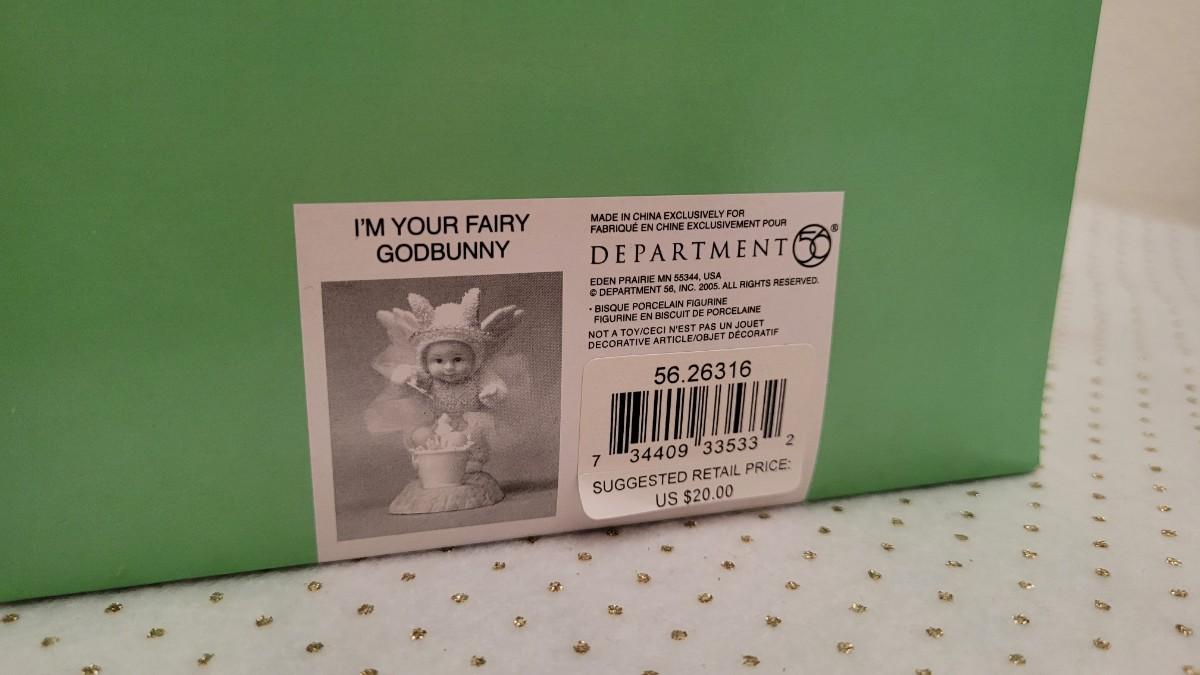 I'M YOUR FAIRY
GODBUNNY
MADE IN CHINA EXCLUSIVELY FOR
FABRIQUÉ EN CHINE EXCLUSIVEMENT POUR
DEPARTMENT 56®
EDEN PRAIRIE MN 55344, USA
© DEPARTMENT 56, INC. 2005. ALL RIGHTS RESERVED.
• BISQUE PORCELAIN FIGURINE
FIGURINE EN BISCUIT DE PORCELAINE
NOT A TOY/CECI N'EST PAS UN JOUET
DECORATIVE ARTICLE/OBJET DÉCORATIF
56.26316
7 34409 33533 2
SUGGESTED RETAIL PRICE:
US $20.00